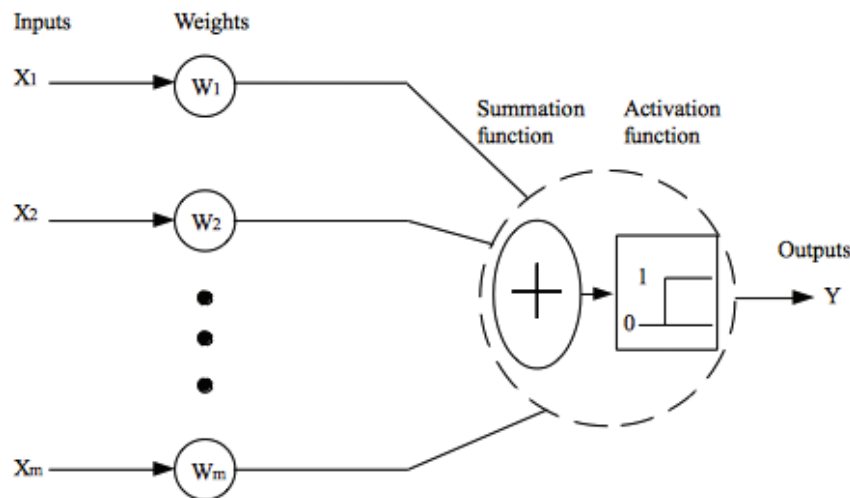 Inputs
Weights
X1
W1
Summation
function
Activation
function
X2
W2
Outputs
1
0
Y
Xm
Wm